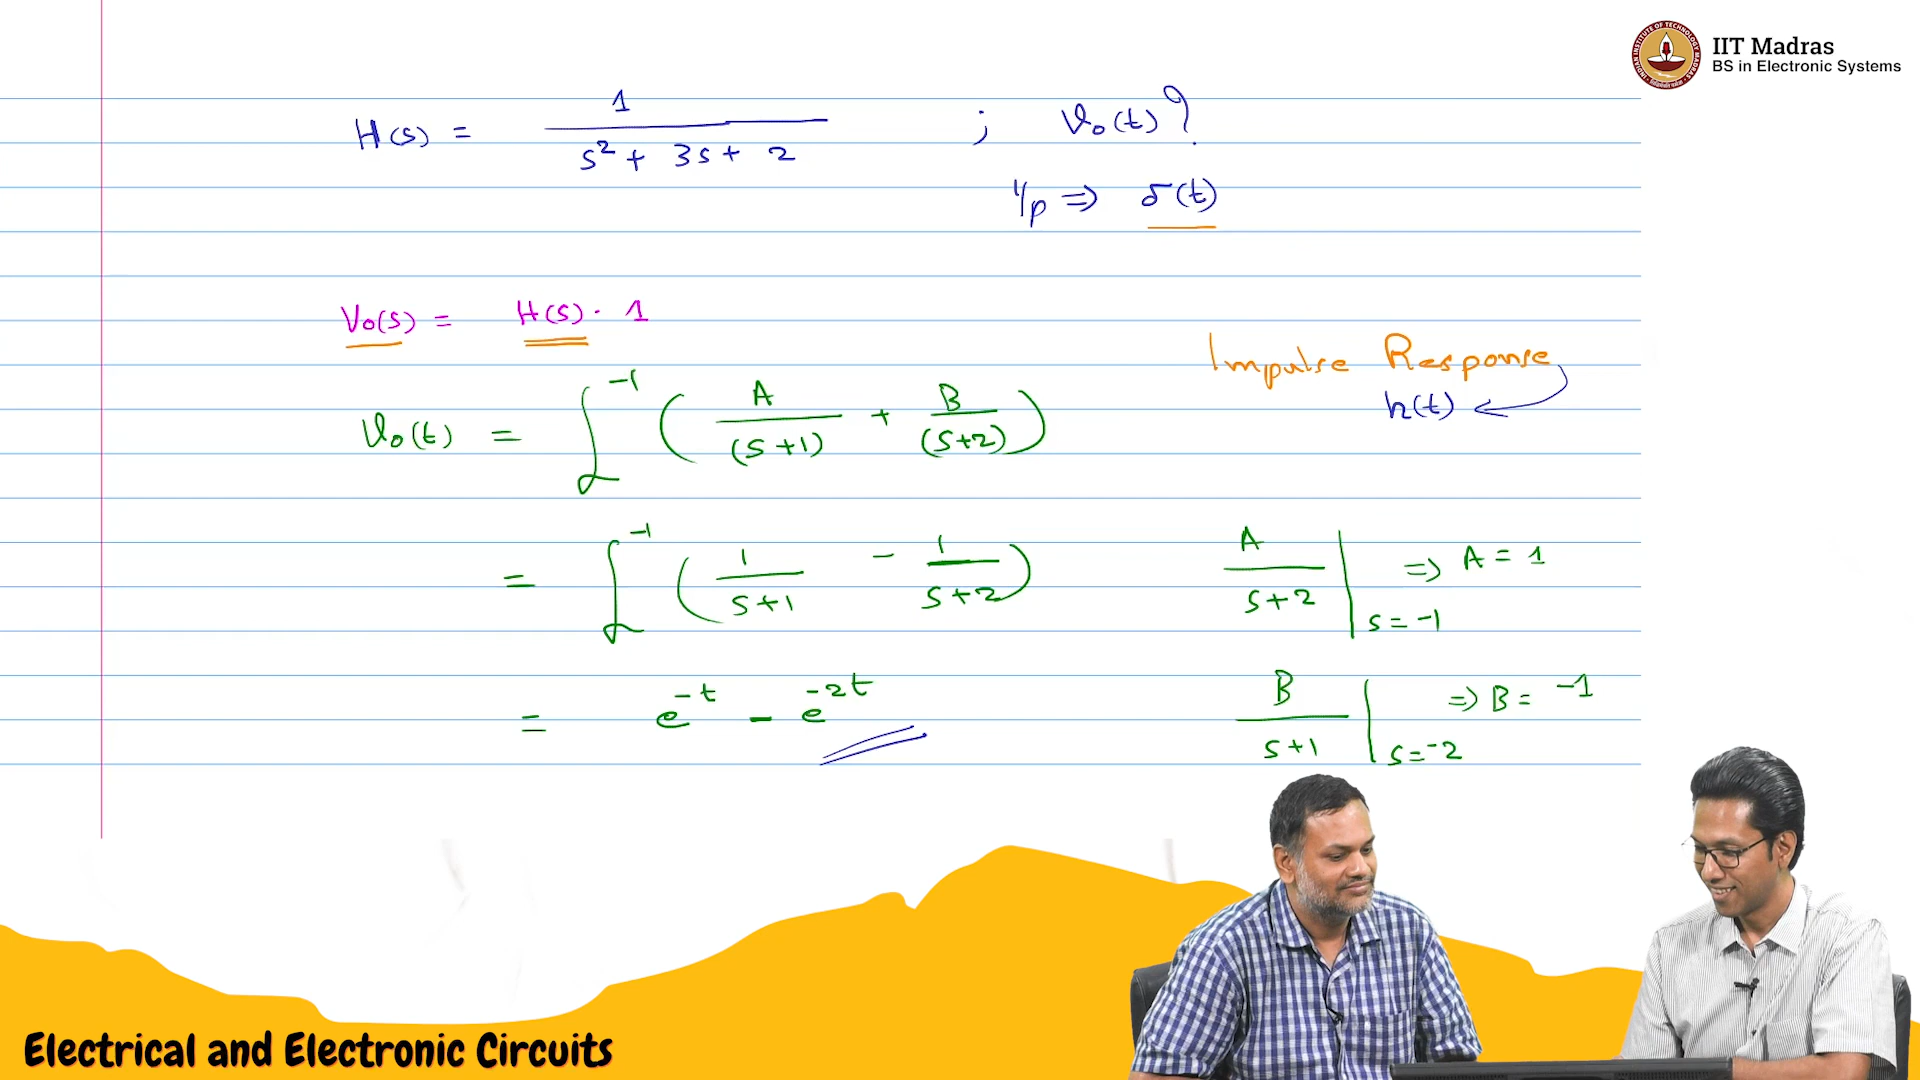 IIT Madras
BS in Electronic Systems
H(s) = 1 / (s² + 3s + 2) ; v₀(t)?
i/p ⇒ δ(t)
V₀(s) = H(s) · 1
Impulse Response
h(t) ←
v₀(t) = ℒ⁻¹ ( A/(s+1) + B/(s+2) )
= ℒ⁻¹ ( 1/(s+1) − 1/(s+2) )
A/(s+2) | s=-1 ⇒ A = 1
= e^(-t) − e^(-2t)
B/(s+1) | s=-2 ⇒ B = -1
Electrical and Electronic Circuits